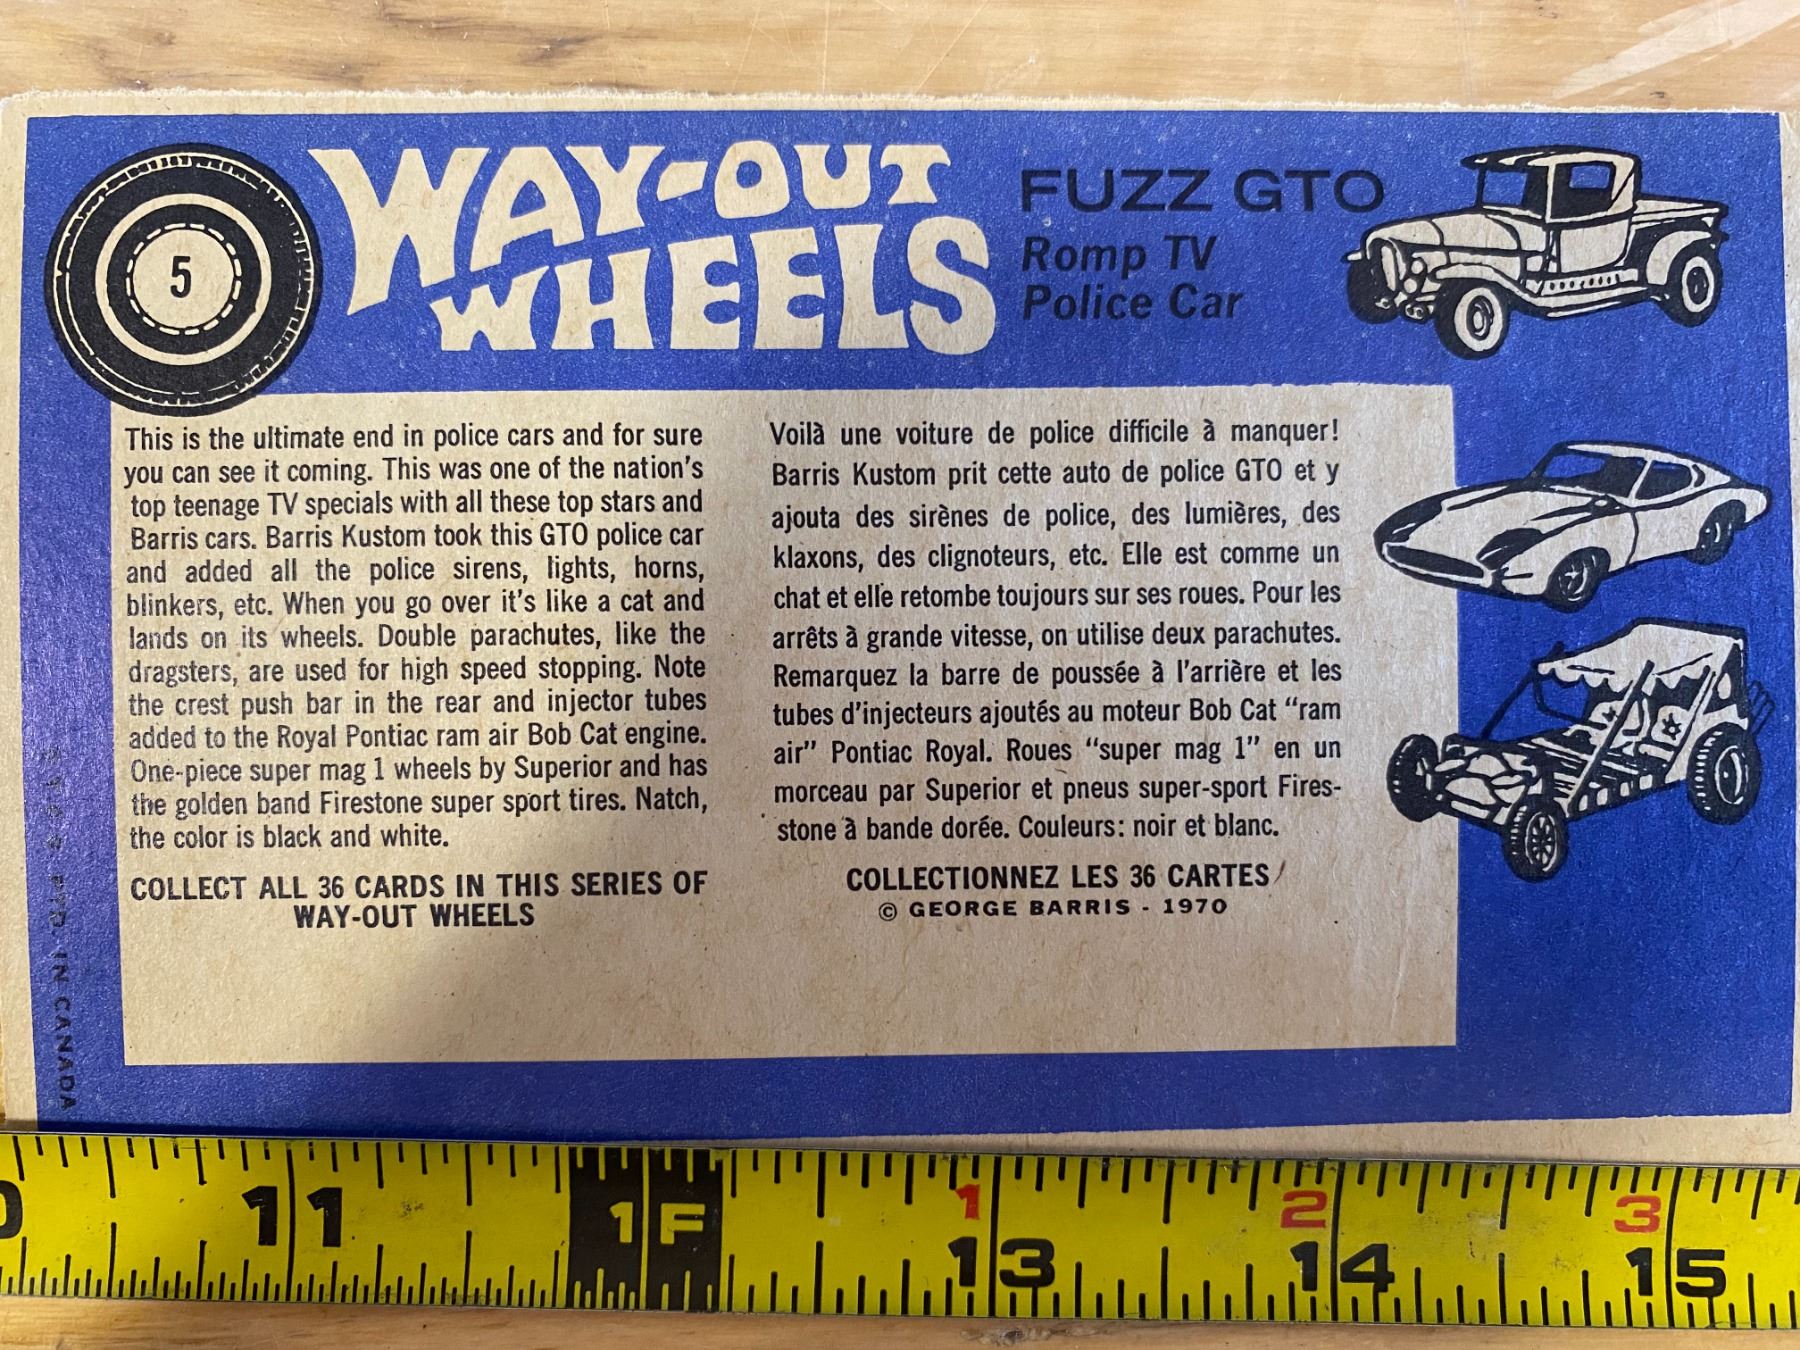 5
WAY-OUT
WHEELS
FUZZ GTO
Romp TV
Police Car
This is the ultimate end in police cars and for sure
you can see it coming. This was one of the nation's
top teenage TV specials with all these top stars and
Barris cars. Barris Kustom took this GTO police car
and added all the police sirens, lights, horns,
blinkers, etc. When you go over it's like a cat and
lands on its wheels. Double parachutes, like the
dragsters, are used for high speed stopping. Note
the crest push bar in the rear and injector tubes
added to the Royal Pontiac ram air Bob Cat engine.
One-piece super mag 1 wheels by Superior and has
the golden band Firestone super sport tires. Natch,
the color is black and white.
COLLECT ALL 36 CARDS IN THIS SERIES OF
WAY-OUT WHEELS
Voilà une voiture de police difficile à manquer!
Barris Kustom prit cette auto de police GTO et y
ajouta des sirènes de police, des lumières, des
klaxons, des clignoteurs, etc. Elle est comme un
chat et elle retombe toujours sur ses roues. Pour les
arrêts à grande vitesse, on utilise deux parachutes.
Remarquez la barre de poussée à l'arrière et les
tubes d'injecteurs ajoutés au moteur Bob Cat "ram
air" Pontiac Royal. Roues "super mag 1" en un
morceau par Superior et pneus super-sport Fires-
stone à bande dorée. Couleurs: noir et blanc.
COLLECTIONNEZ LES 36 CARTES
© GEORGE BARRIS - 1970
PTD. IN CANADA
11 1F 1 13 2 14 3 15